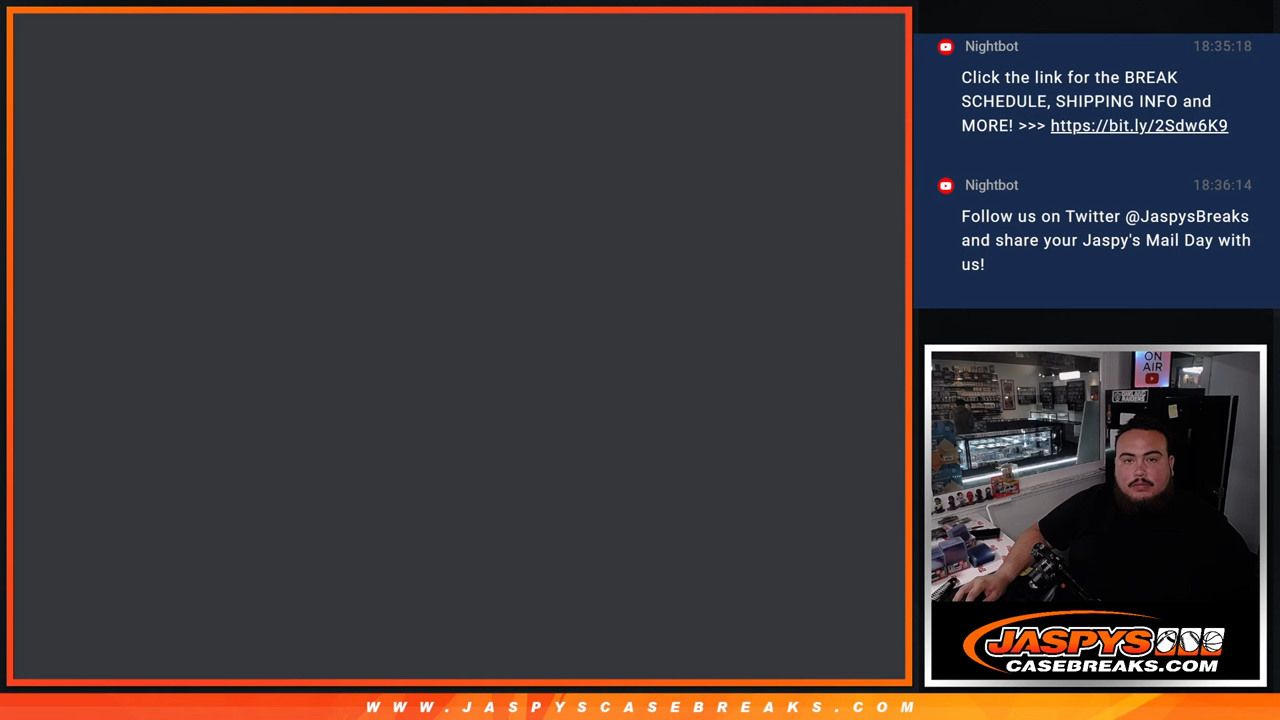 Nightbot 18:35:18
Click the link for the BREAK
SCHEDULE, SHIPPING INFO and
MORE! >>> https://bit.ly/2Sdw6K9
Nightbot 18:36:14
Follow us on Twitter @JaspysBreaks
and share your Jaspy's Mail Day with
us!
ON
AIR
JASPYS
CASEBREAKS.COM
WWW.JASPYSCASEBREAKS.COM